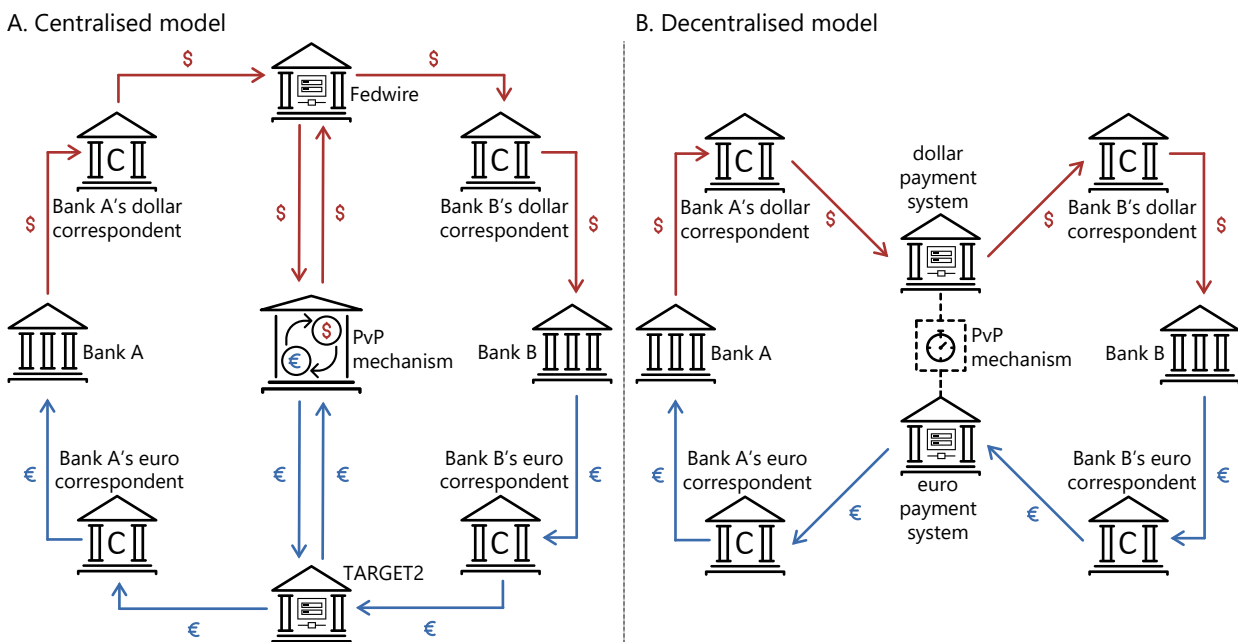 A. Centralised model
$
$
Fedwire
C
C
Bank A's dollar
correspondent
Bank B's dollar
correspondent
$
$
$
$
Bank A
$
€
PvP
mechanism
Bank B
€
€
€
€
Bank A's euro
correspondent
Bank B's euro
correspondent
C
C
TARGET2
€
€
B. Decentralised model
C
C
dollar
payment
system
Bank A's dollar
correspondent
Bank B's dollar
correspondent
$
$
$
$
Bank A
PvP
mechanism
Bank B
€
€
€
€
Bank A's euro
correspondent
Bank B's euro
correspondent
C
C
euro
payment
system